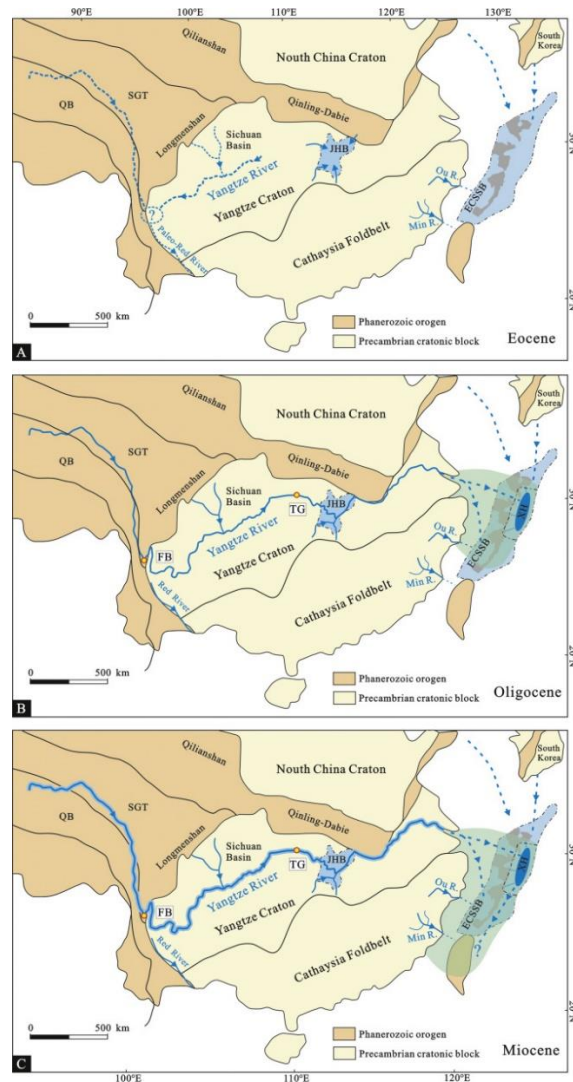 90°E 100°E 120°E 130°E
Qilianshan
Nouth China Craton
South
Korea
QB
SGT
Qinling-Dabie
Longmenshan
Sichuan
Basin
JHB
Yangtze River
Yangtze Craton
Ou R.
ECSSB
?
Paleo-Red River
Cathaysia Foldbelt
Min R.
0 500 km
Phanerozoic orogen
Precambrian cratonic block
A
Eocene
Qilianshan
Nouth China Craton
South
Korea
QB
SGT
Qinling-Dabie
Longmenshan
Sichuan
Basin
TG
JHB
XH
Yangtze River
Yangtze Craton
Ou R.
ECSSB
FB
Red River
Cathaysia Foldbelt
Min R.
0 500 km
Phanerozoic orogen
Precambrian cratonic block
B
Oligocene
Qilianshan
Nouth China Craton
South
Korea
QB
SGT
Qinling-Dabie
Longmenshan
Sichuan
Basin
TG
JHB
XH
Yangtze River
Yangtze Craton
Ou R.
ECSSB
FB
Red River
Cathaysia Foldbelt
Min R.
?
0 500 km
Phanerozoic orogen
Precambrian cratonic block
C
Miocene
100°E 110°E 120°E